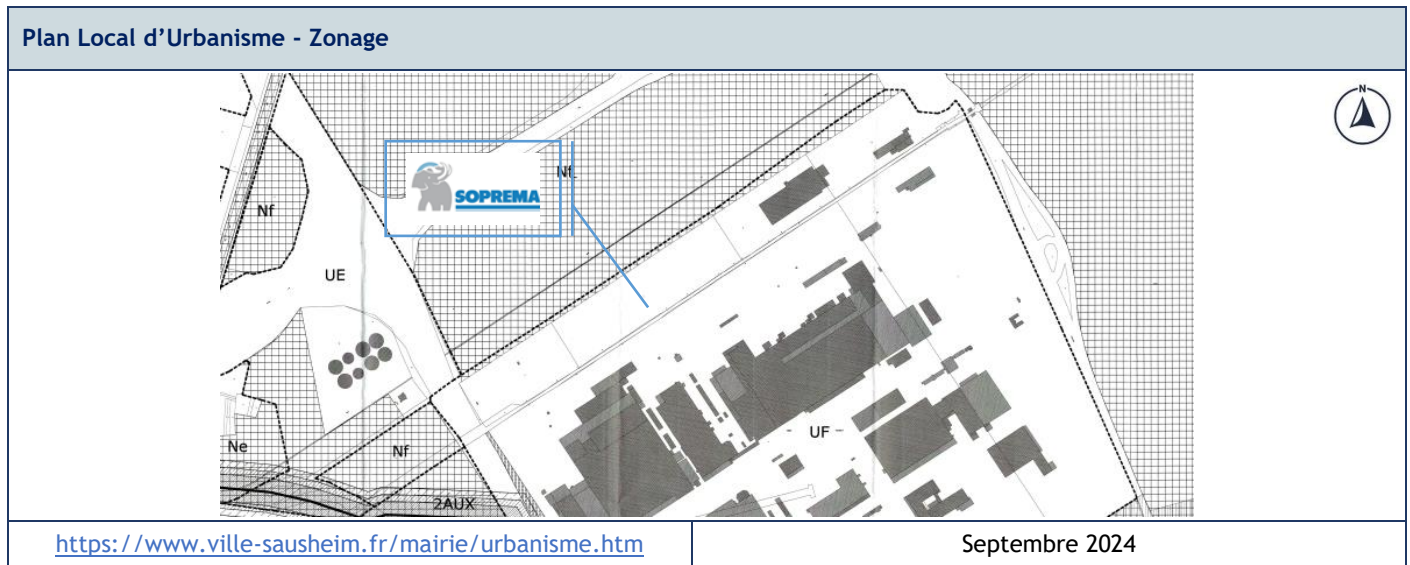 Plan Local d’Urbanisme - Zonage
N
SOPREMA
Nf
Nf
UE
UF
Ne
Nf
2AUX
https://www.ville-sausheim.fr/mairie/urbanisme.htm
Septembre 2024